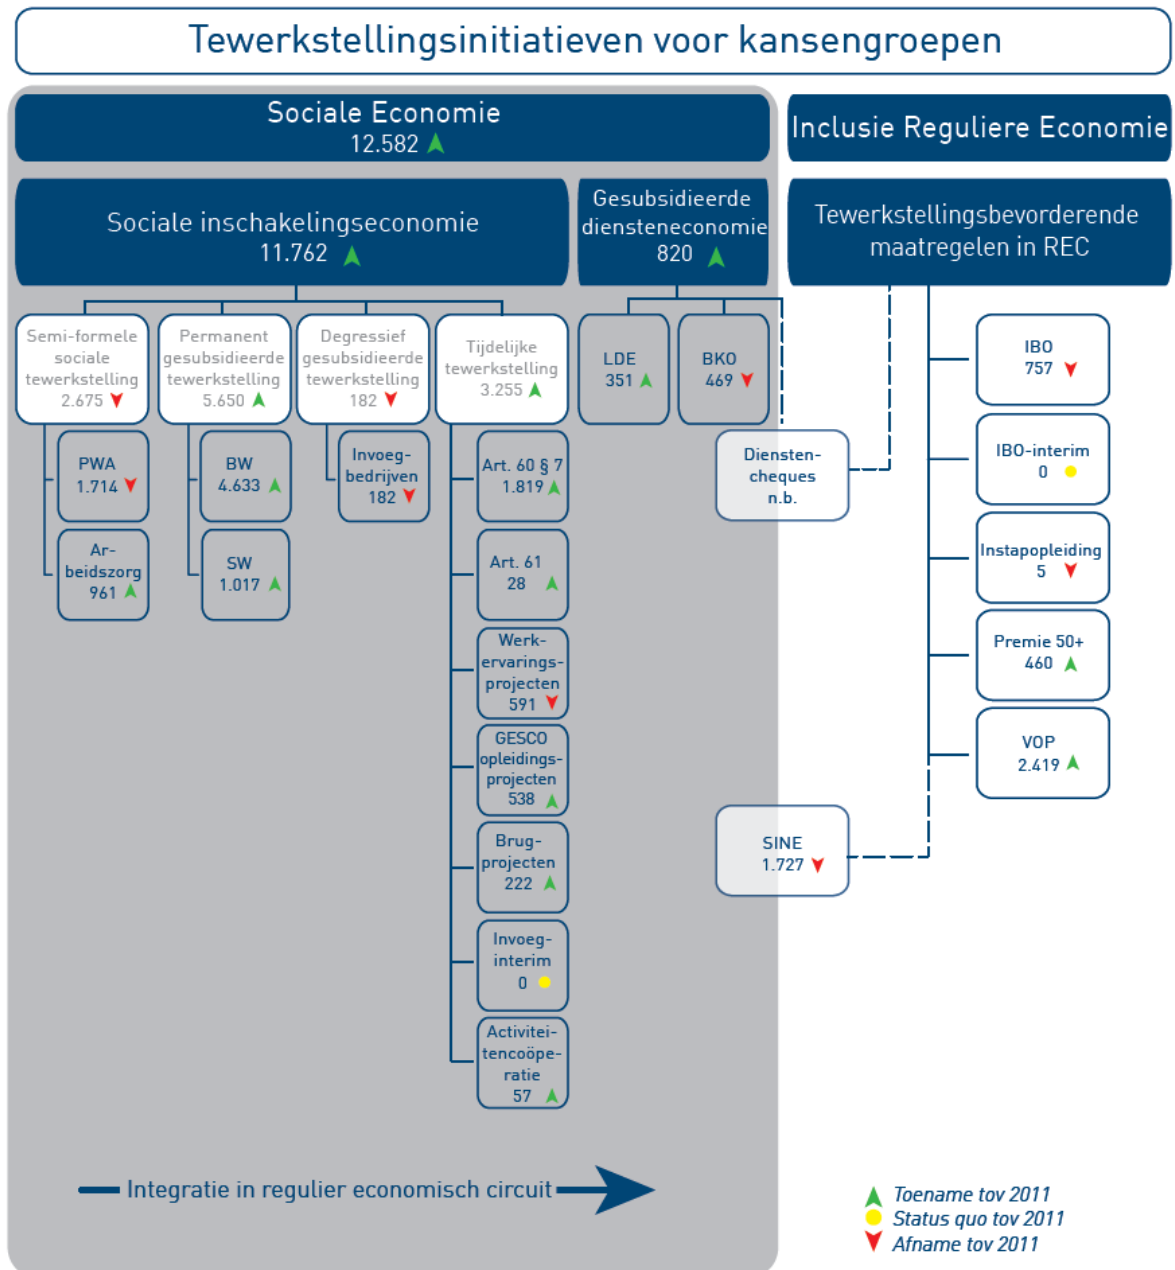 Tewerkstellingsinitiatieven voor kansengroepen
Sociale Economie
12.582
Inclusie Reguliere Economie
Sociale inschakelingseconomie
11.762
Gesubsidieerde
diensteneconomie
820
Tewerkstellingsbevorderende
maatregelen in REC
Semi-formele
sociale
tewerkstelling
2.675
Permanent
gesubsidieerde
tewerkstelling
5.650
Degressief
gesubsidieerde
tewerkstelling
182
Tijdelijke
tewerkstelling
3.255
LDE
351
BKO
469
Diensten-
cheques
n.b.
PWA
1.714
Ar-
beidszorg
961
BW
4.633
SW
1.017
Invoeg-
bedrijven
182
Art. 60 § 7
1.819
Art. 61
28
Werk-
ervarings-
projecten
591
GESCO
opleidings-
projecten
538
Brug-
projecten
222
Invoeg-
interim
0
Activitei-
tencoöpe-
ratie
57
IBO
757
IBO-interim
0
Instapopleiding
5
Premie 50+
460
VOP
2.419
SINE
1.727
Integratie in regulier economisch circuit
Toename tov 2011
Status quo tov 2011
Afname tov 2011